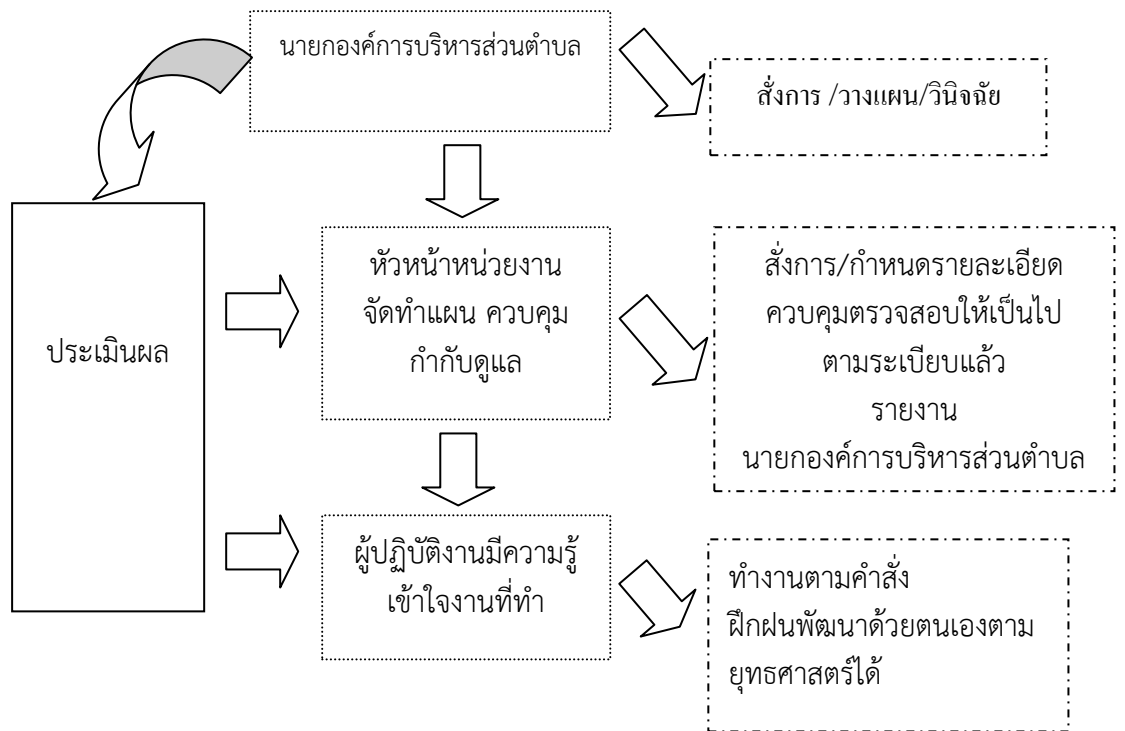 นายกองค์การบริหารส่วนตำบล
สั่งการ /วางแผน/วินิจฉัย
ประเมินผล
หัวหน้าหน่วยงาน
จัดทำแผน ควบคุม
กำกับดูแล
สั่งการ/กำหนดรายละเอียด
ควบคุมตรวจสอบให้เป็นไป
ตามระเบียบแล้ว
รายงาน
นายกองค์การบริหารส่วนตำบล
ผู้ปฏิบัติงานมีความรู้
เข้าใจงานที่ทำ
ทำงานตามคำสั่ง
ฝึกฝนพัฒนาด้วยตนเองตาม
ยุทธศาสตร์ได้